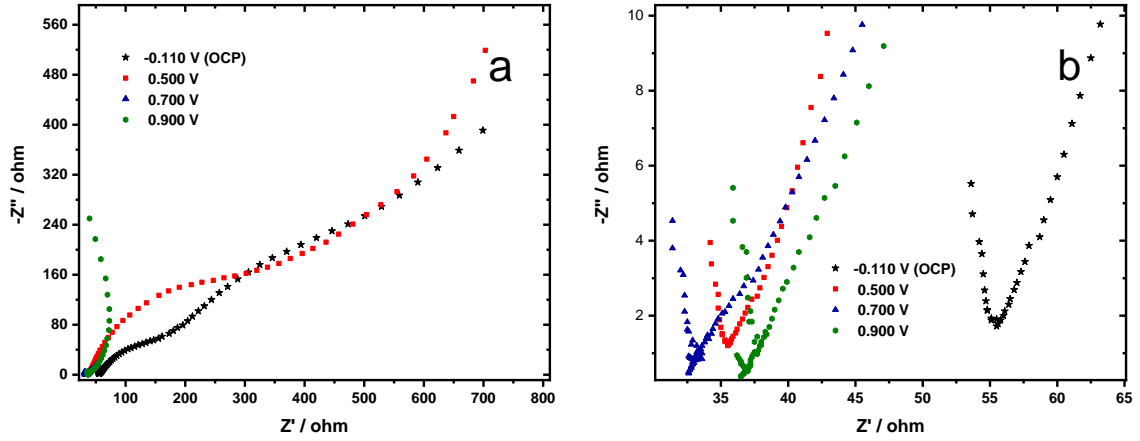 a
560
480
400
320
240
160
80
0
-Z'' / ohm
-0.110 V (OCP)
0.500 V
0.700 V
0.900 V
100 200 300 400 500 600 700 800
Z' / ohm
b
10
8
6
4
2
-Z'' / ohm
-0.110 V (OCP)
0.500 V
0.700 V
0.900 V
30 35 40 45 50 55 60 65
Z' / ohm